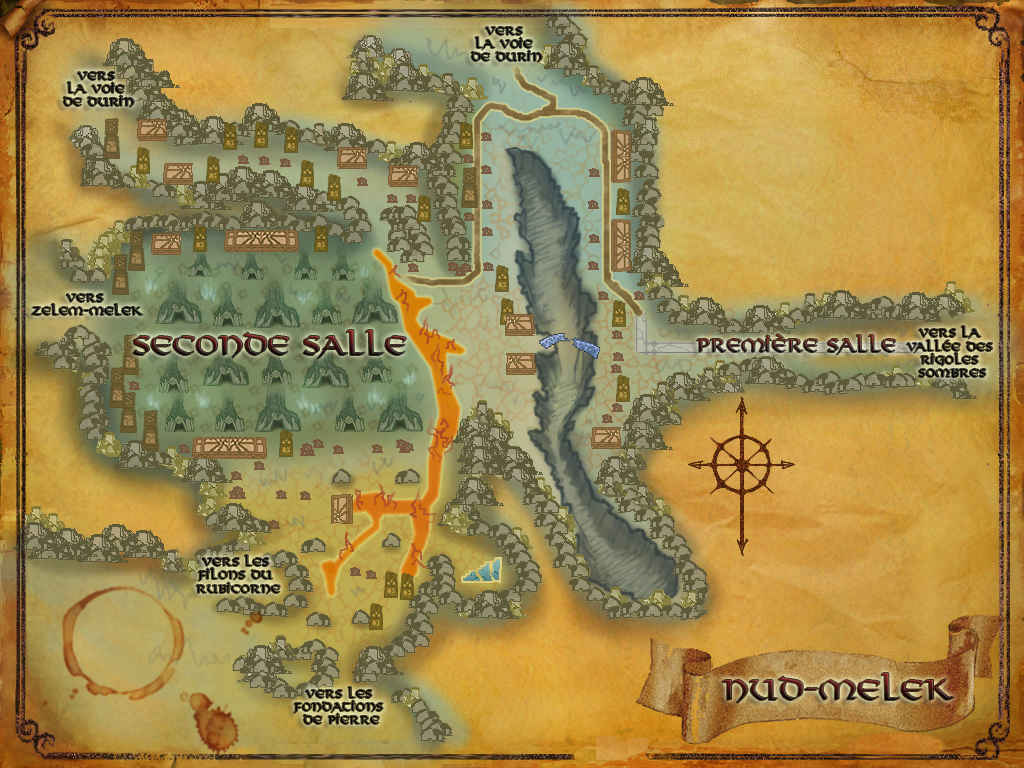 VERS
LA VOIE
DE DURIN
VERS
LA VOIE
DE DURIN
VERS
ZELEM-MELEK
SECONDE SALLE
PREMIÈRE SALLE
VERS LA
VALLÉE DES
RIGOLES
SOMBRES
VERS LES
FILONS DU
RUBICORNE
VERS LES
FONDATIONS
DE PIERRE
NUD-MELEK